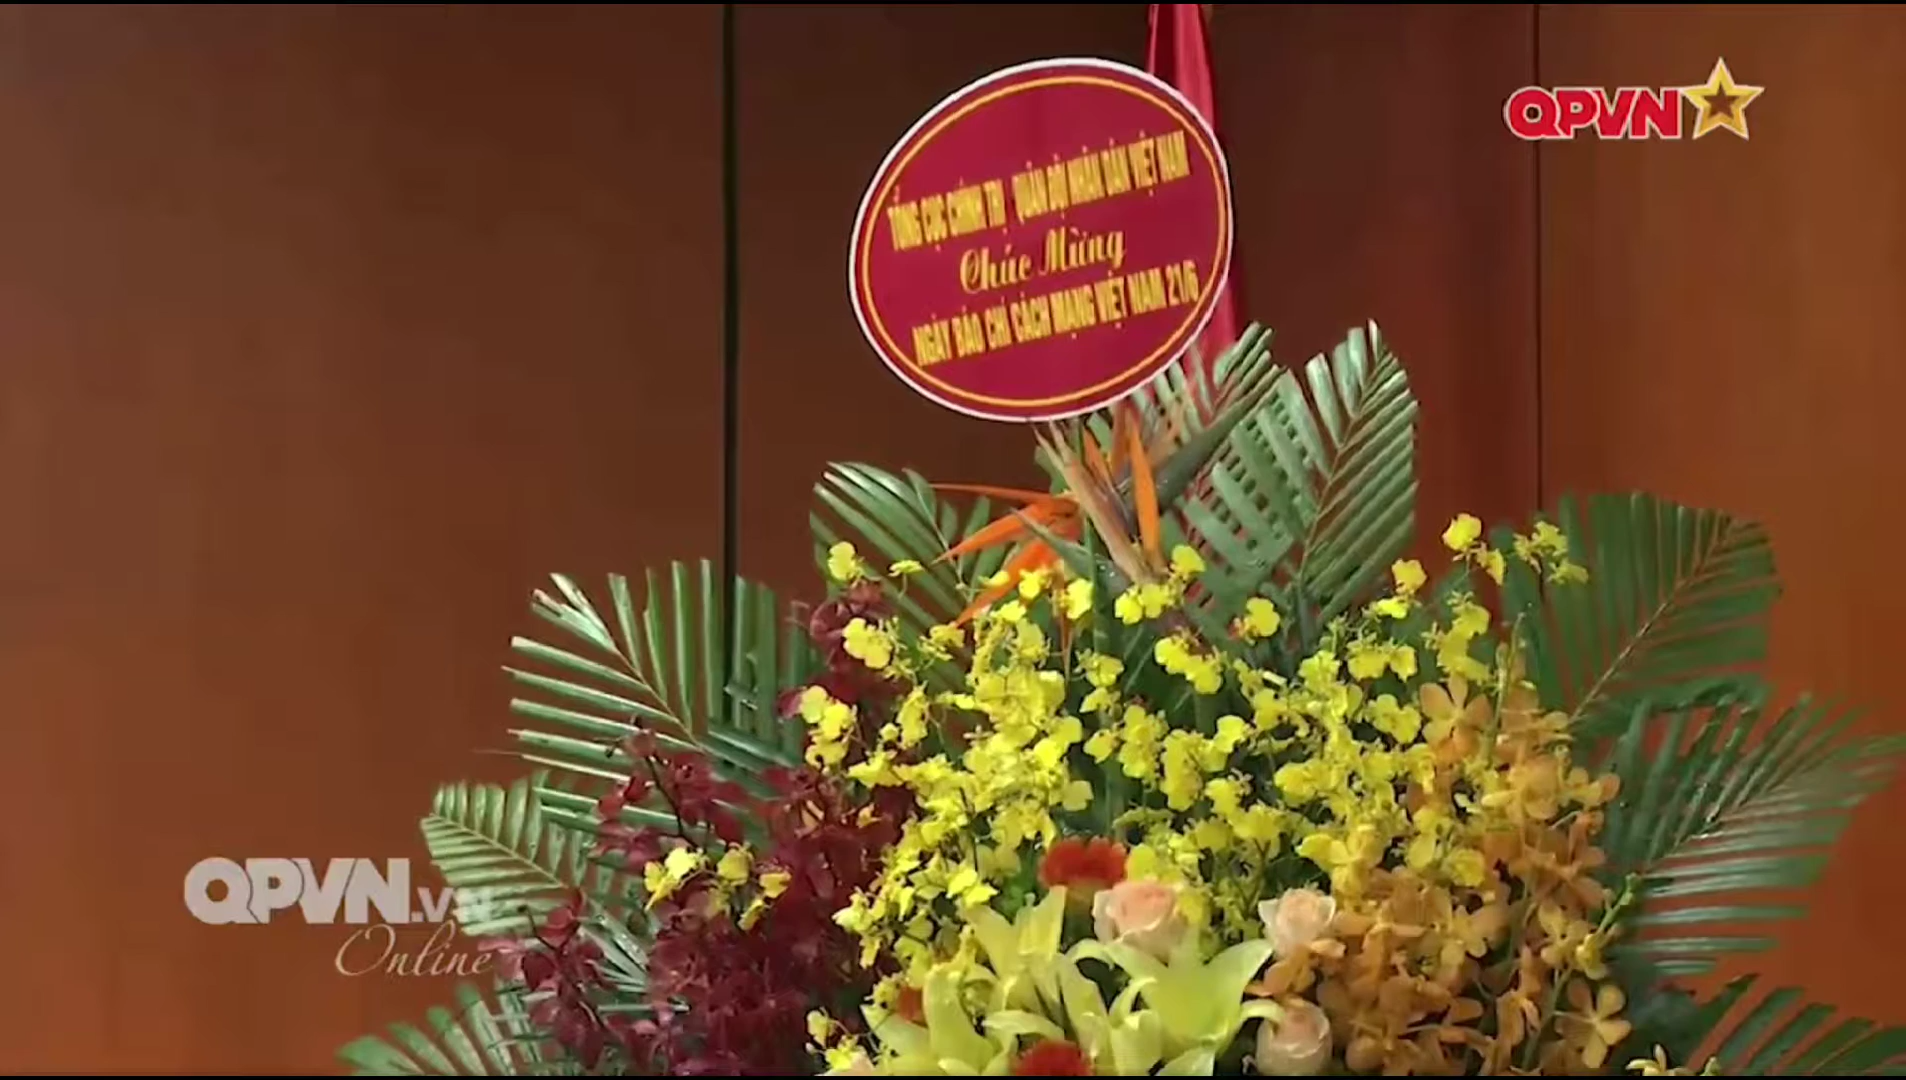 QPVN
TỔNG CỤC CHÍNH TRỊ - QUÂN ĐỘI NHÂN DÂN VIỆT NAM
Chúc Mừng
NGÀY BÁO CHÍ CÁCH MẠNG VIỆT NAM 21/6
QPVN.VN
Online